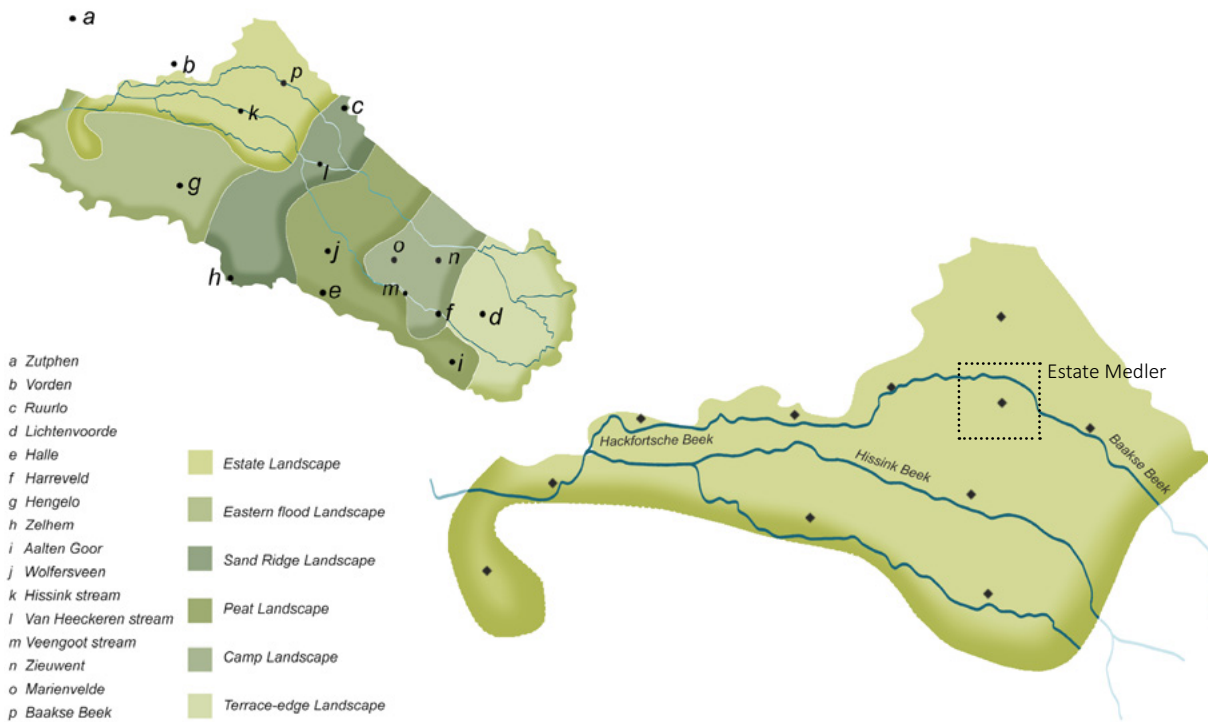 a
b
p
c
k
l
g
j
o
n
h
e
m
f
d
i
a Zutphen
b Vorden
c Ruurlo
d Lichtenvoorde
e Halle
f Harreveld
g Hengelo
h Zelhem
i Aalten Goor
j Wolfersveen
k Hissink stream
l Van Heeckeren stream
m Veengoot stream
n Zieuwent
o Marienvelde
p Baakse Beek
Estate Landscape
Eastern flood Landscape
Sand Ridge Landscape
Peat Landscape
Camp Landscape
Terrace-edge Landscape
Estate Medler
Hackfortsche Beek
Hissink Beek
Baakse Beek